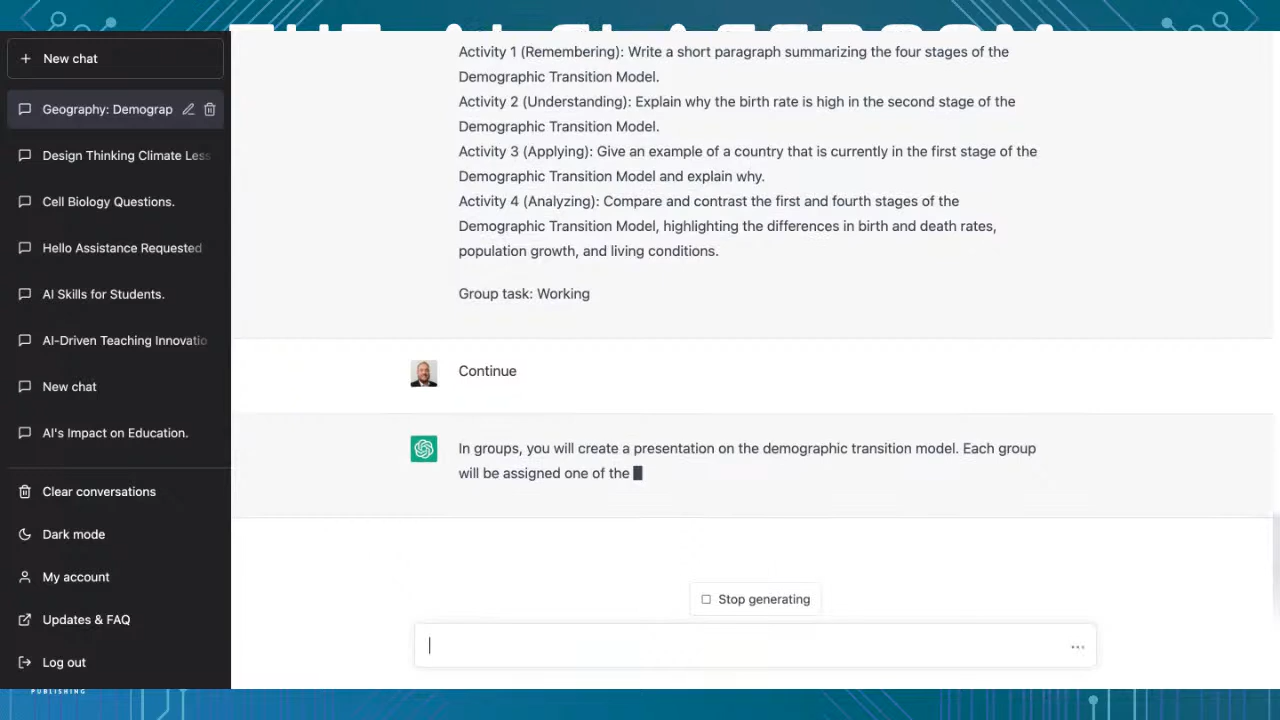 New chat
Geography: Demograp
Design Thinking Climate Less
Cell Biology Questions.
Hello Assistance Requested
AI Skills for Students.
AI-Driven Teaching Innovatio
New chat
AI's Impact on Education.
Clear conversations
Dark mode
My account
Updates & FAQ
Log out
PUBLISHING
Activity 1 (Remembering): Write a short paragraph summarizing the four stages of the
Demographic Transition Model.
Activity 2 (Understanding): Explain why the birth rate is high in the second stage of the
Demographic Transition Model.
Activity 3 (Applying): Give an example of a country that is currently in the first stage of the
Demographic Transition Model and explain why.
Activity 4 (Analyzing): Compare and contrast the first and fourth stages of the
Demographic Transition Model, highlighting the differences in birth and death rates,
population growth, and living conditions.
Group task: Working
Continue
In groups, you will create a presentation on the demographic transition model. Each group
will be assigned one of the
Stop generating